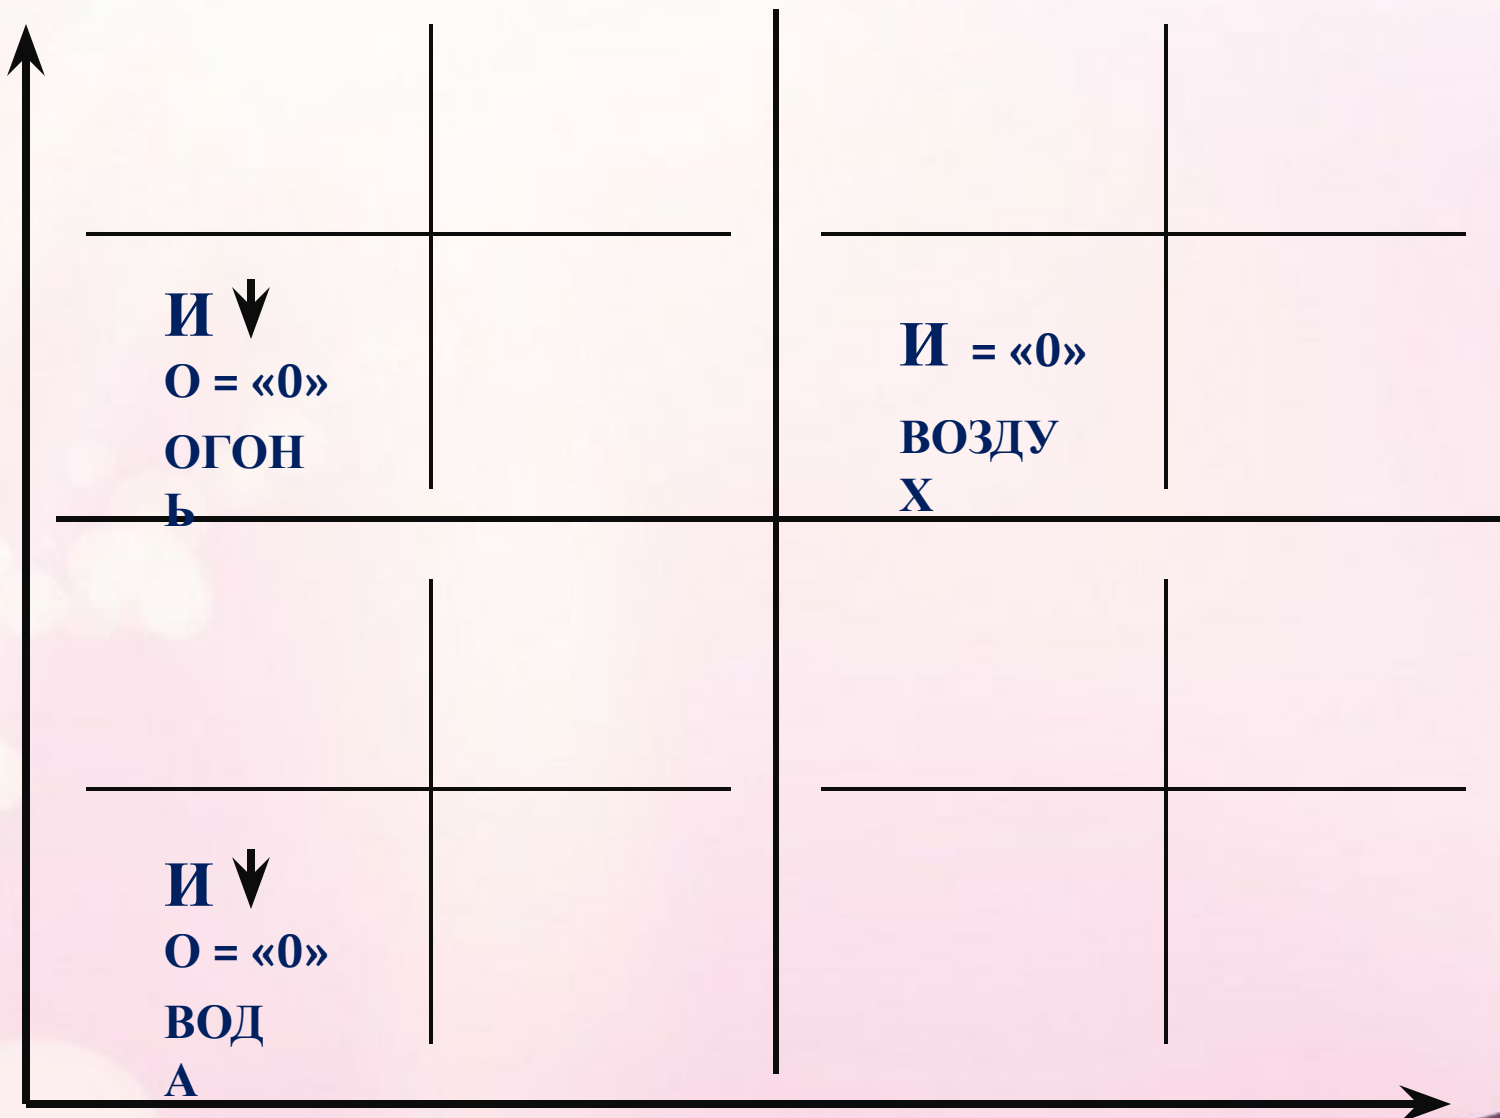 И
О = «0»
ОГОН
Ь
И = «0»
ВОЗДУ
Х
И
О = «0»
ВОД
А